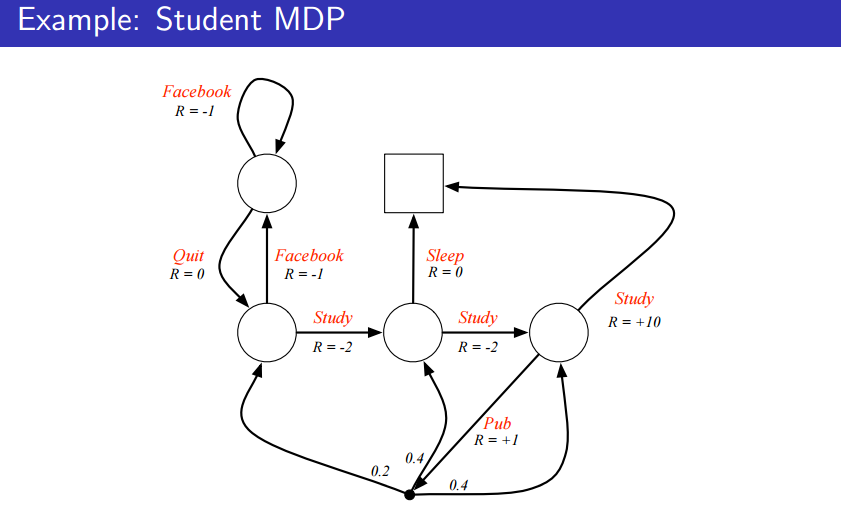 Example: Student MDP
Facebook
R = -1
Quit
R = 0
Facebook
R = -1
Sleep
R = 0
Study
R = -2
Study
R = -2
Study
R = +10
Pub
R = +1
0.4
0.2
0.4